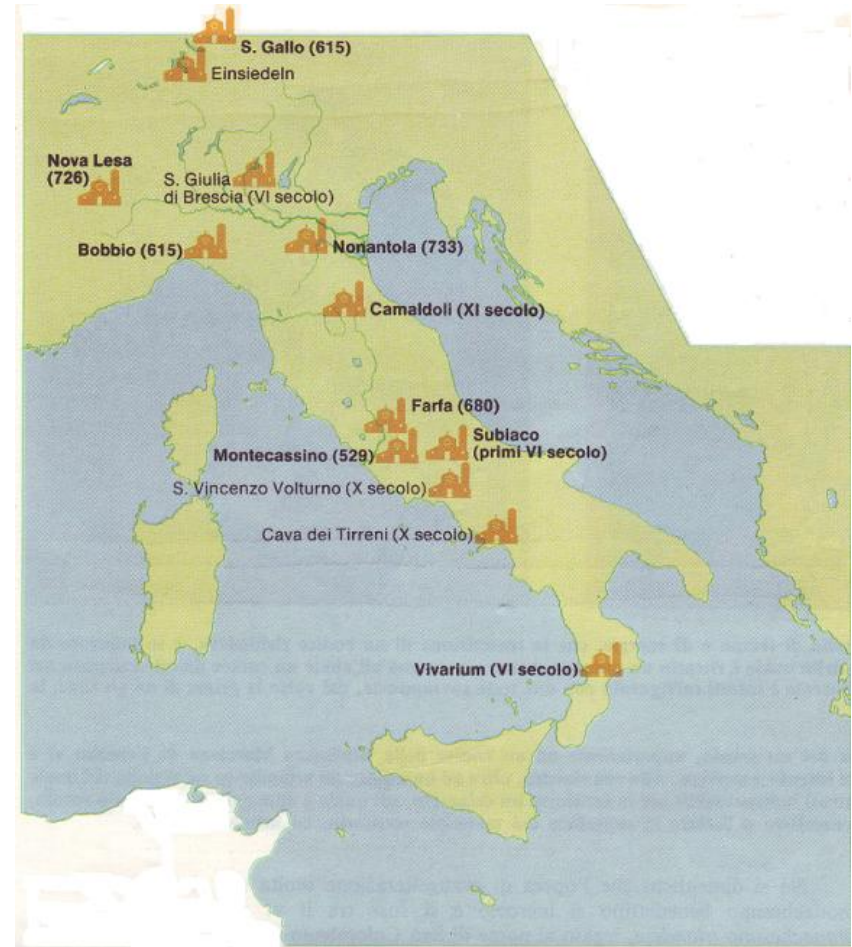 S. Gallo (615)
Einsiedeln
Nova Lesa
(726)
S. Giulia
di Brescia (VI secolo)
Bobbio (615)
Nonantola (733)
Camaldoli (XI secolo)
Farfa (680)
Subiaco
(primi VI secolo)
Montecassino (529)
S. Vincenzo Volturno (X secolo)
Cava dei Tirreni (X secolo)
Vivarium (VI secolo)